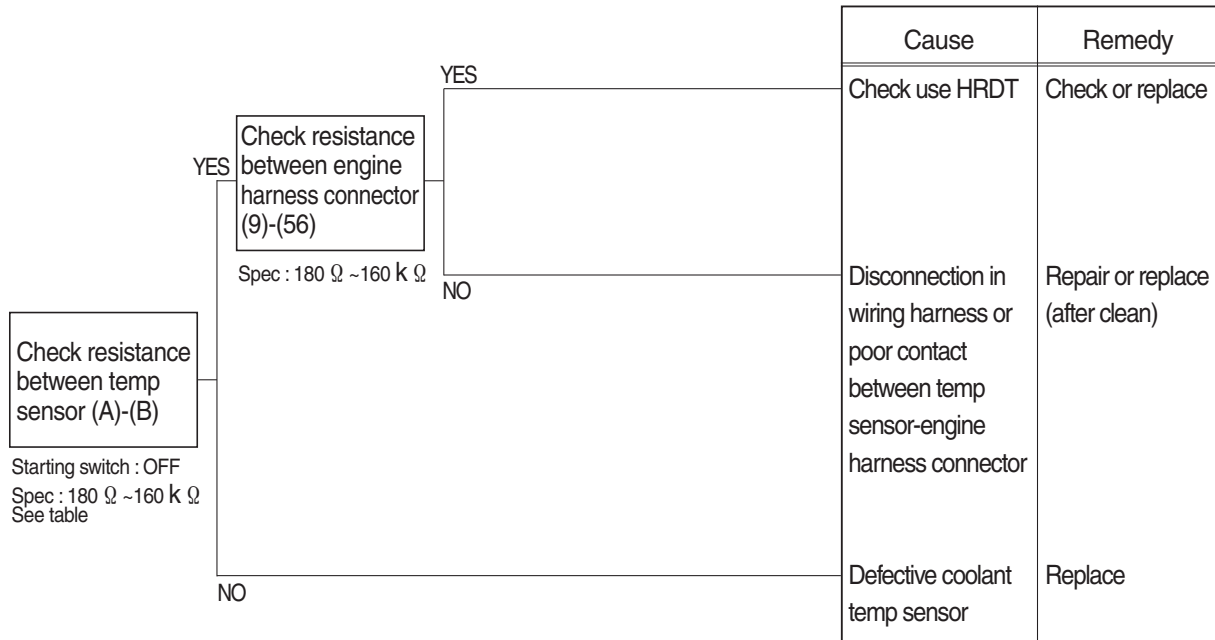 Cause
Remedy
YES
Check use HRDT
Check or replace
Check resistance
between engine
harness connector
(9)-(56)
YES
Spec : 180 Ω ~160 k Ω
NO
Disconnection in
wiring harness or
poor contact
between temp
sensor-engine
harness connector
Repair or replace
(after clean)
Check resistance
between temp
sensor (A)-(B)
Starting switch : OFF
Spec : 180 Ω ~160 k Ω
See table
NO
Defective coolant
temp sensor
Replace